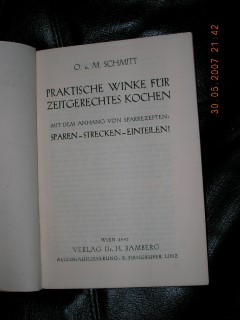 O. u. M. SCHMITT
PRAKTISCHE WINKE FÜR
ZEITGERECHTES KOCHEN
MIT DEM ANHANG VON SPARREZEPTEN:
SPAREN – STRECKEN – EINTEILEN!
WIEN
VERLAG Dr. H. BAMBERG
LINZ
30 05 2007 21:42